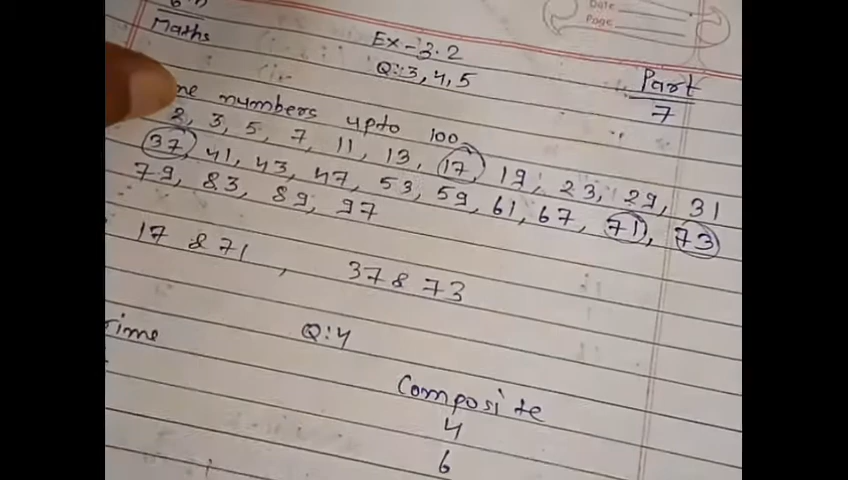 Date
Page
Maths
Ex-3.2
Q:3,4,5
Part
7
numbers upto 100
2, 3, 5, 7, 11, 13, 17, 19, 23, 29, 31
37, 41, 43, 47, 53, 59, 61, 67, 71, 73
79, 83, 89, 97
17 & 71, 37 & 73
Q:4
Composite
4
6